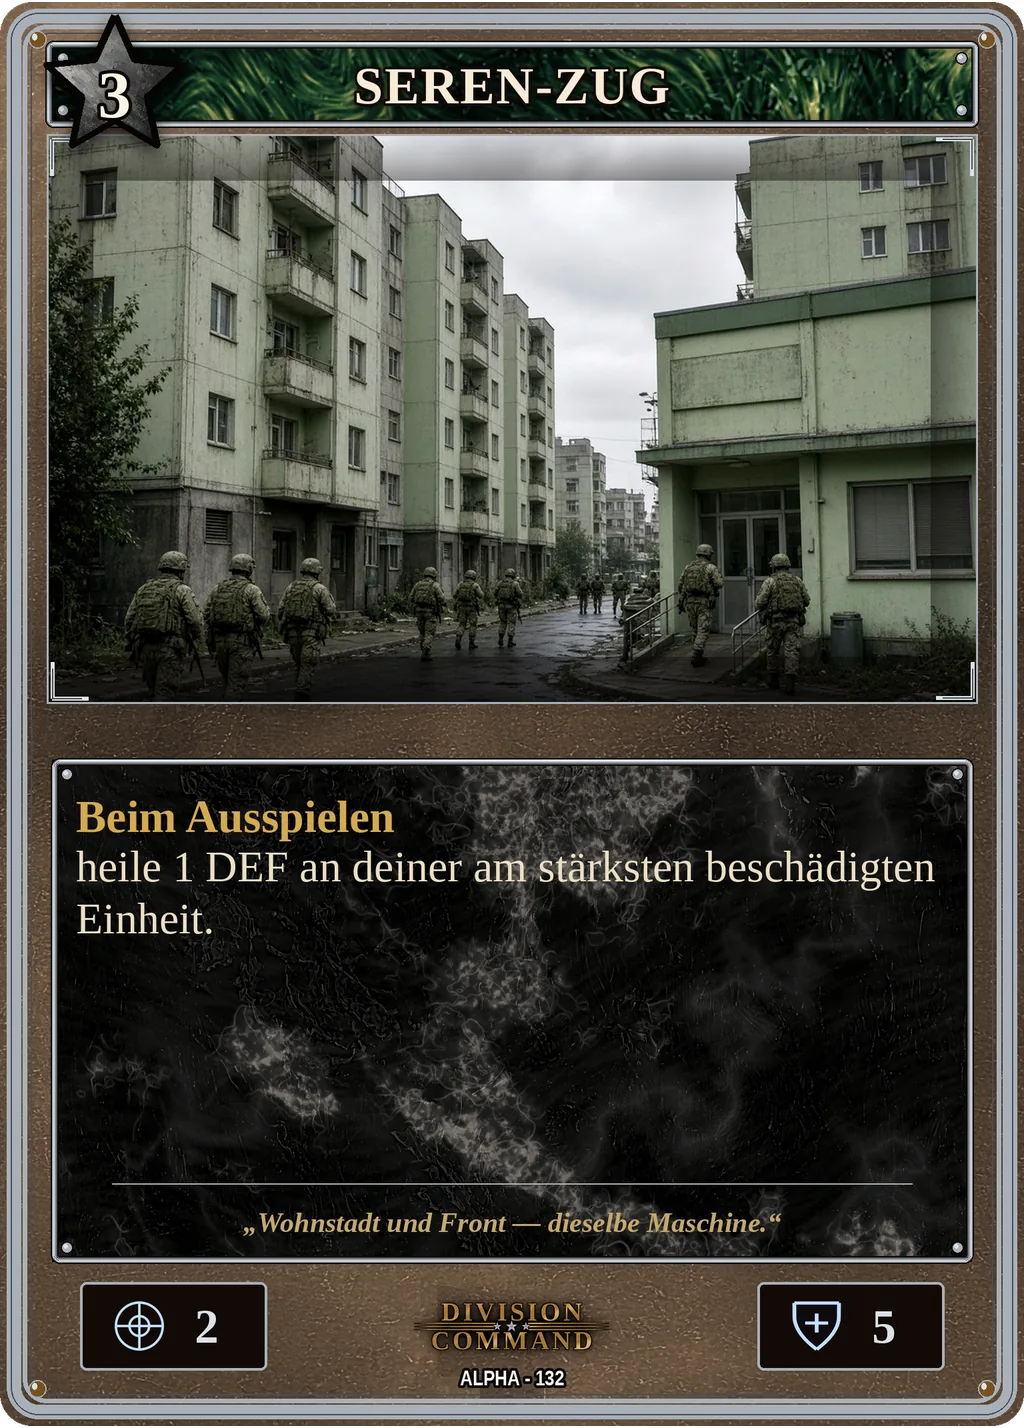 3
SEREN-ZUG
Beim Ausspielen
heile 1 DEF an deiner am stärksten beschädigten
Einheit.
„Wohnstadt und Front — dieselbe Maschine.“
2
DIVISION
COMMAND
ALPHA - 132
5